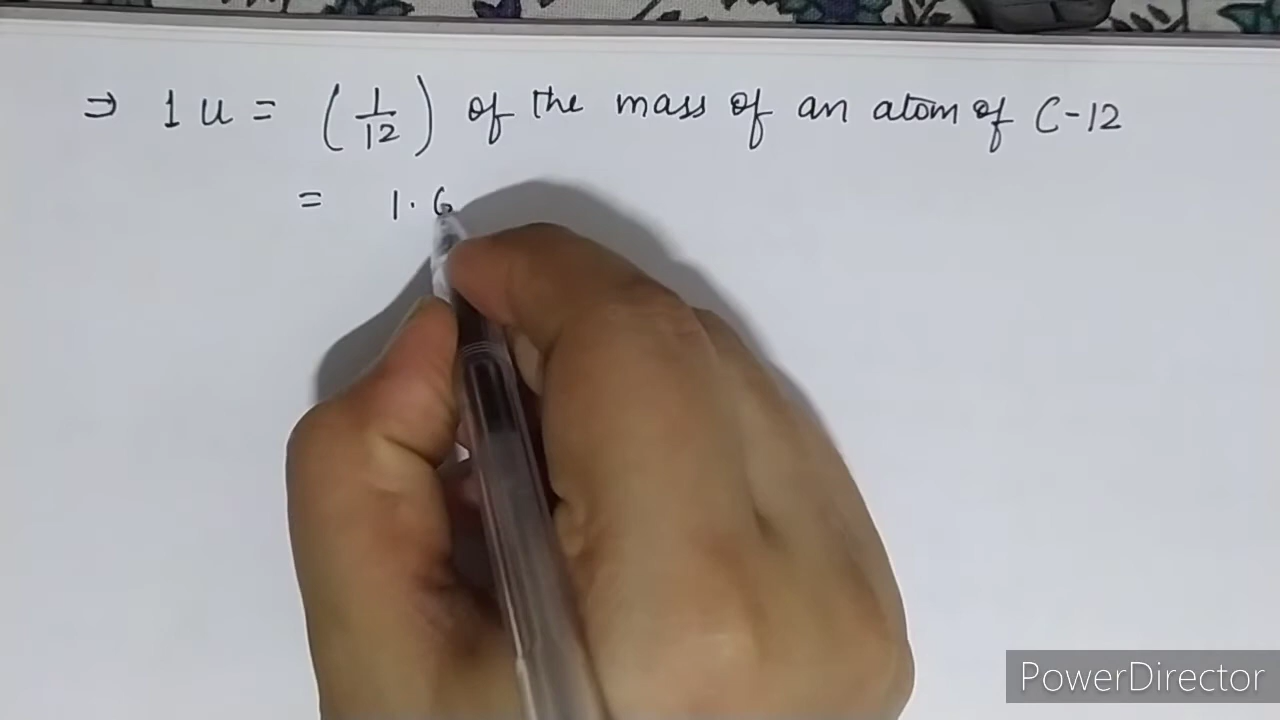 ⇒ 1 u = (1/12) of the mass of an atom of C-12
= 1.6
PowerDirector